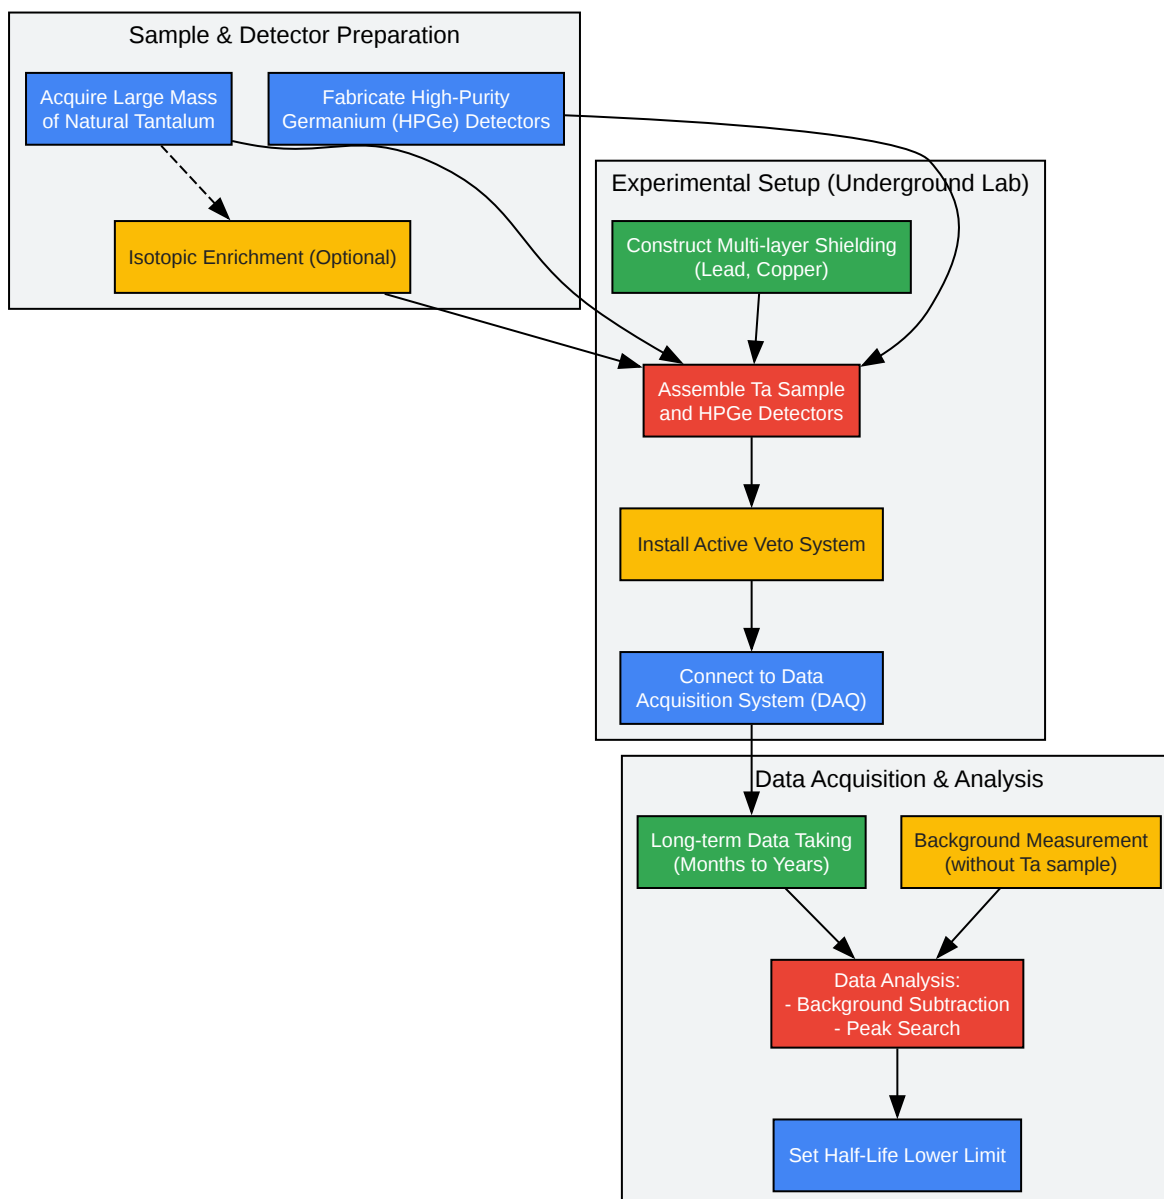 Sample & Detector Preparation
Acquire Large Mass
of Natural Tantalum
Fabricate High-Purity
Germanium (HPGe) Detectors
Isotopic Enrichment (Optional)
Experimental Setup (Underground Lab)
Construct Multi-layer Shielding
(Lead, Copper)
Assemble Ta Sample
and HPGe Detectors
Install Active Veto System
Connect to Data
Acquisition System (DAQ)
Data Acquisition & Analysis
Long-term Data Taking
(Months to Years)
Background Measurement
(without Ta sample)
Data Analysis:
- Background Subtraction
- Peak Search
Set Half-Life Lower Limit